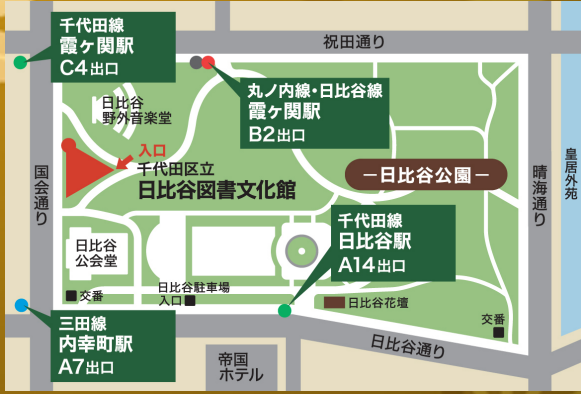 千代田線
霞ヶ関駅
C4出口
祝田通り
丸ノ内線・日比谷線
霞ヶ関駅
B2出口
日比谷
野外音楽堂
入口
千代田区立
日比谷図書文化館
国会通り
－日比谷公園－
晴海通り
皇居外苑
千代田線
日比谷駅
A14出口
日比谷
公会堂
交番
日比谷駐車場
入口
日比谷花壇
交番
三田線
内幸町駅
A7出口
帝国
ホテル
日比谷通り